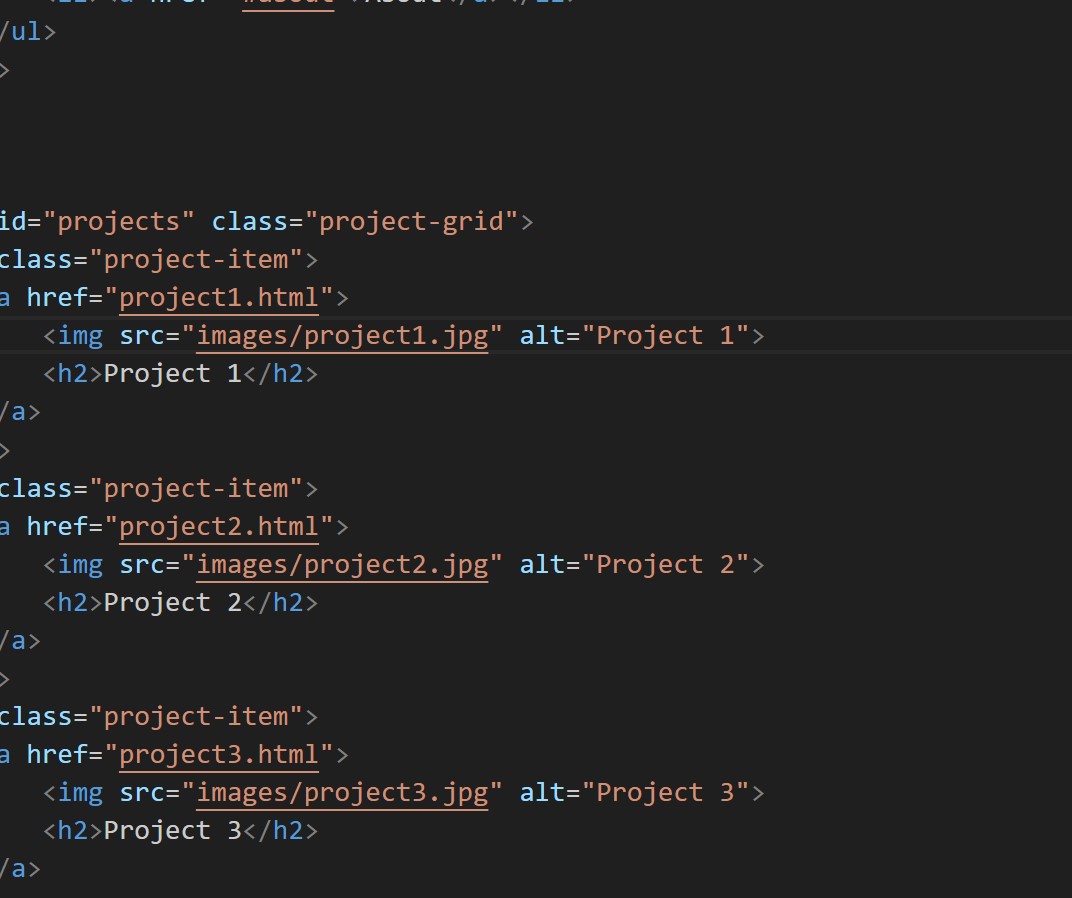 /ul>
>
id="projects" class="project-grid">
class="project-item">
a href="project1.html">
<img src="images/project1.jpg" alt="Project 1">
<h2>Project 1</h2>
/a>
>
class="project-item">
a href="project2.html">
<img src="images/project2.jpg" alt="Project 2">
<h2>Project 2</h2>
/a>
>
class="project-item">
a href="project3.html">
<img src="images/project3.jpg" alt="Project 3">
<h2>Project 3</h2>
/a>